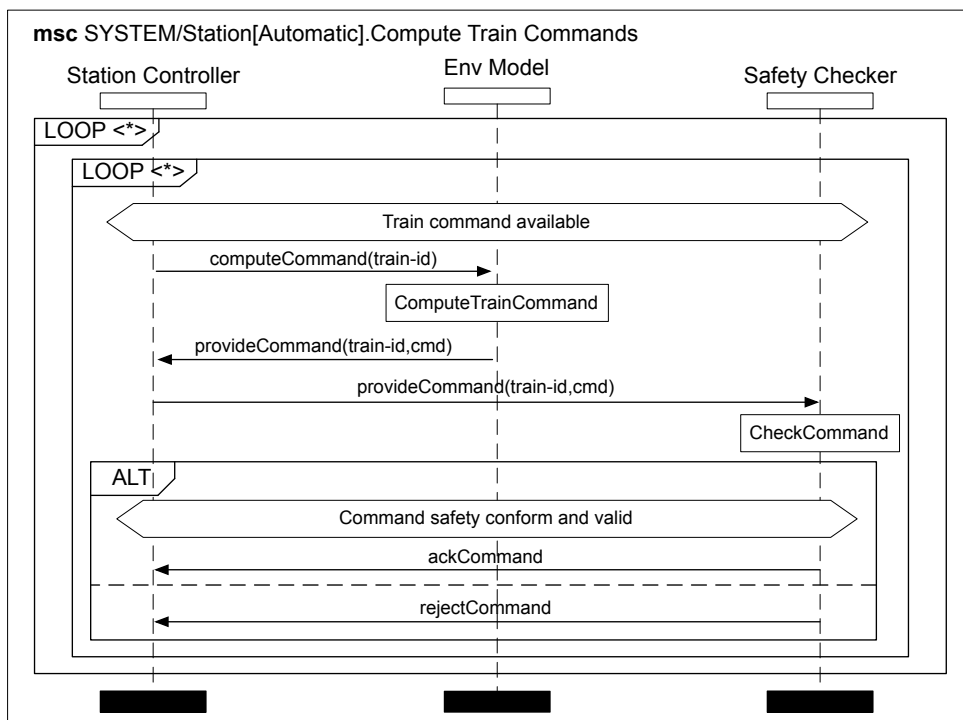 msc SYSTEM/Station[Automatic].Compute Train Commands
Station Controller
Env Model
Safety Checker
LOOP <*>
LOOP <*>
Train command available
computeCommand(train-id)
ComputeTrainCommand
provideCommand(train-id,cmd)
provideCommand(train-id,cmd)
CheckCommand
ALT
Command safety conform and valid
ackCommand
rejectCommand